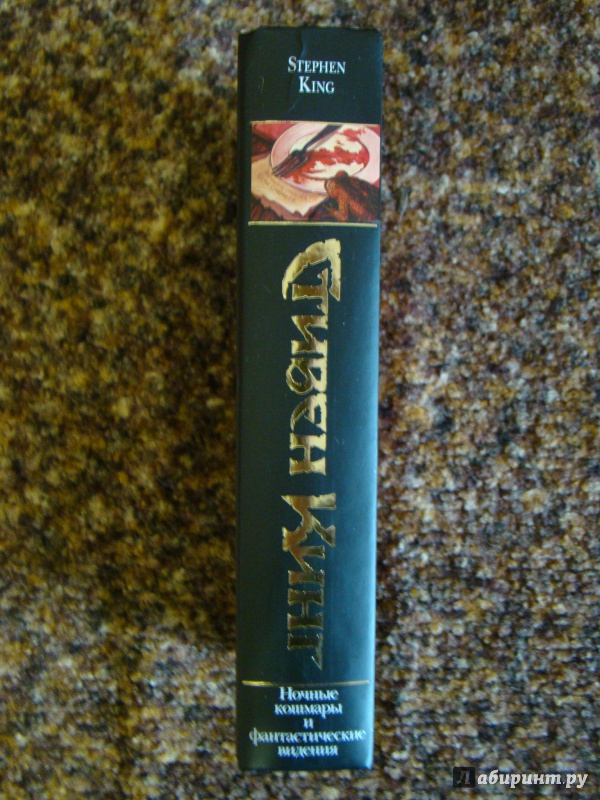 STEPHEN
KING
СТИВЕН КИНГ
Ночные
кошмары
и
фантастические
видения
лабиринт.ру